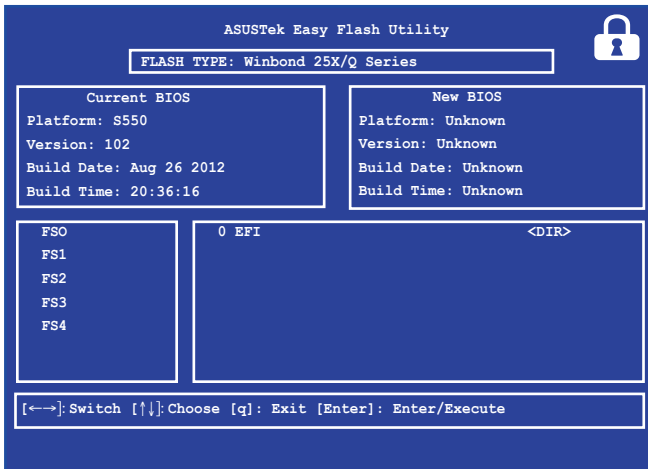 ASUSTek Easy Flash Utility
FLASH TYPE: Winbond 25X/Q Series
Current BIOS
Platform: S550
Version: 102
Build Date: Aug 26 2012
Build Time: 20:36:16
New BIOS
Platform: Unknown
Version: Unknown
Build Date: Unknown
Build Time: Unknown
FSO
FS1
FS2
FS3
FS4
0 EFI <DIR>
[←→]: Switch [↑↓]: Choose [q]: Exit [Enter]: Enter/Execute